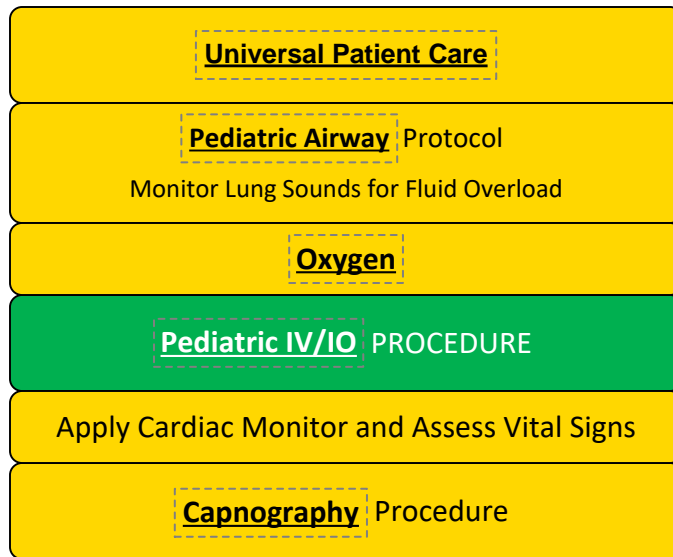 Universal Patient Care
Pediatric Airway Protocol
Monitor Lung Sounds for Fluid Overload
Oxygen
Pediatric IV/IO PROCEDURE
Apply Cardiac Monitor and Assess Vital Signs
Capnography Procedure